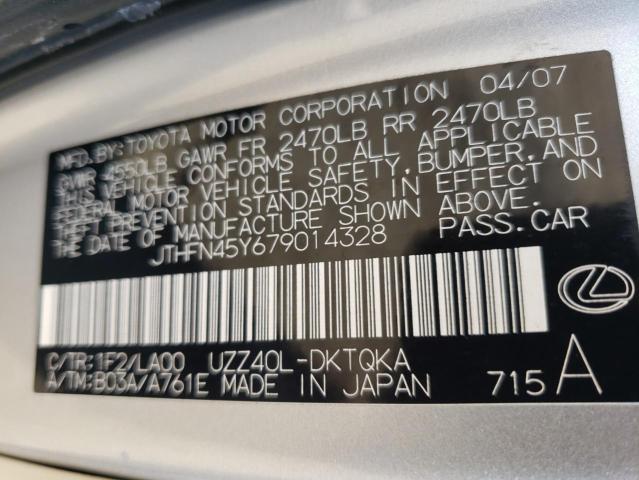 MFD. BY: TOYOTA MOTOR CORPORATION 04/07
GVWR 4550LB GAWR FR 2470LB RR 2470LB
THIS VEHICLE CONFORMS TO ALL APPLICABLE
FEDERAL MOTOR VEHICLE SAFETY, BUMPER, AND
THEFT PREVENTION STANDARDS IN EFFECT ON
THE DATE OF MANUFACTURE SHOWN ABOVE.
JTHFN45Y679014328 PASS. CAR
C/TR: 1F2/LA00 UZZ40L-DKTQKA
A/TM: B03A/A761E MADE IN JAPAN 715 A